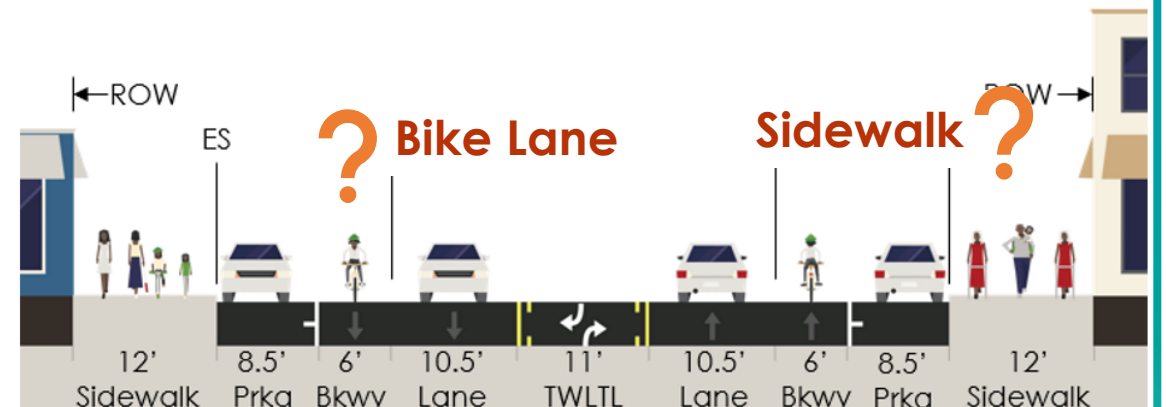 ROW
ROW
ES
? Bike Lane
Sidewalk ?
12' 8.5' 6' 10.5' 11' 10.5' 6' 8.5' 12'
Sidewalk Prkg Bkwy Lane TWLTL Lane Bkwy Prkg Sidewalk